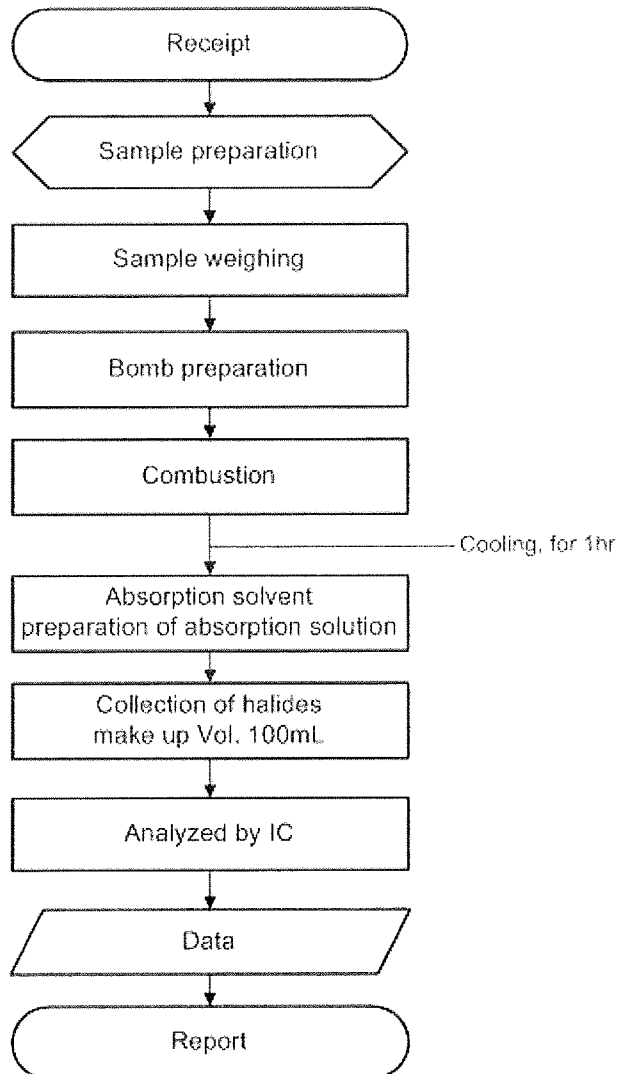 Receipt
Sample preparation
Sample weighing
Bomb preparation
Combustion
Cooling, for 1hr
Absorption solvent
preparation of absorption solution
Collection of halides
make up Vol. 100mL
Analyzed by IC
Data
Report